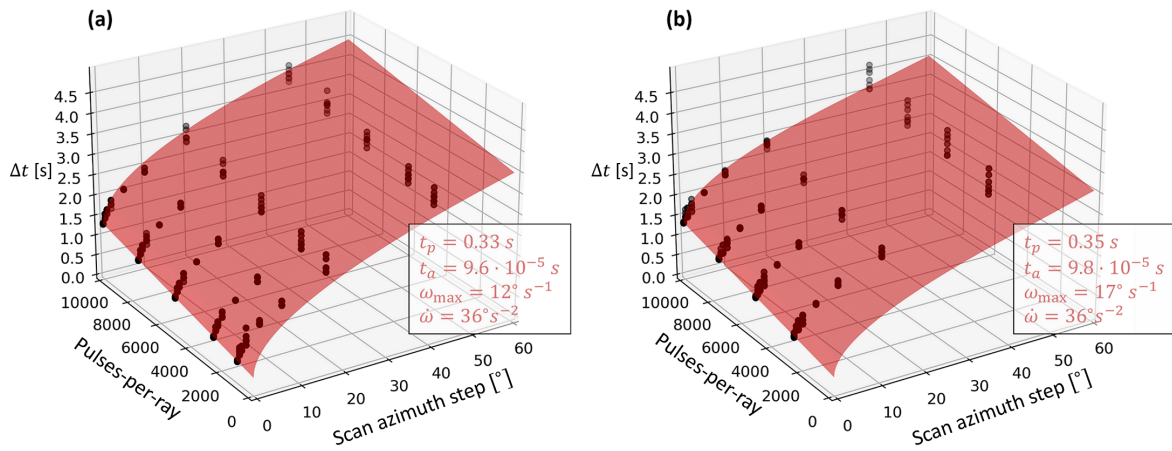 (a)
4.5
4.0
3.5
3.0
2.5
2.0
1.5
1.0
0.5
0.0
Δt [s]
10000
8000
6000
4000
2000
0
Pulses-per-ray
0
10
20
30
40
50
60
Scan azimuth step [°]
t_p = 0.33 s
t_a = 9.6 · 10⁻⁵ s
ω_max = 12° s⁻¹
ω̇ = 36°s⁻²
(b)
4.5
4.0
3.5
3.0
2.5
2.0
1.5
1.0
0.5
0.0
Δt [s]
10000
8000
6000
4000
2000
0
Pulses-per-ray
0
10
20
30
40
50
60
Scan azimuth step [°]
t_p = 0.35 s
t_a = 9.8 · 10⁻⁵ s
ω_max = 17° s⁻¹
ω̇ = 36°s⁻²